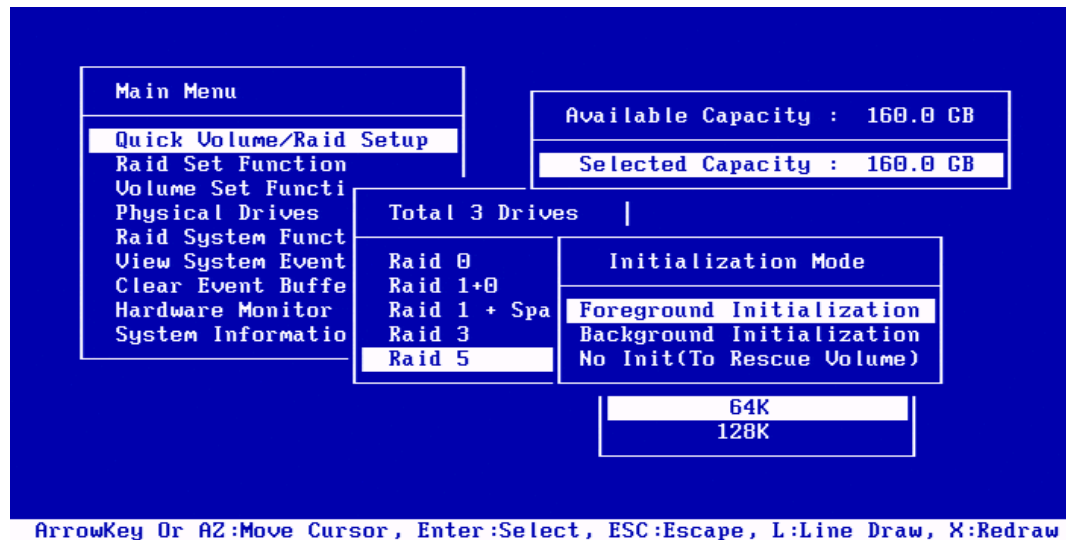 Main Menu
Quick Volume/Raid Setup
Raid Set Function
Volume Set Functi
Physical Drives
Raid System Funct
View System Event
Clear Event Buffe
Hardware Monitor
System Informatio
Available Capacity : 160.0 GB
Selected Capacity : 160.0 GB
Total 3 Drives
Raid 0
Raid 1+0
Raid 1 + Spa
Raid 3
Raid 5
Initialization Mode
Foreground Initialization
Background Initialization
No Init(To Rescue Volume)
64K
128K
ArrowKey Or AZ:Move Cursor, Enter:Select, ESC:Escape, L:Line Draw, X:Redraw